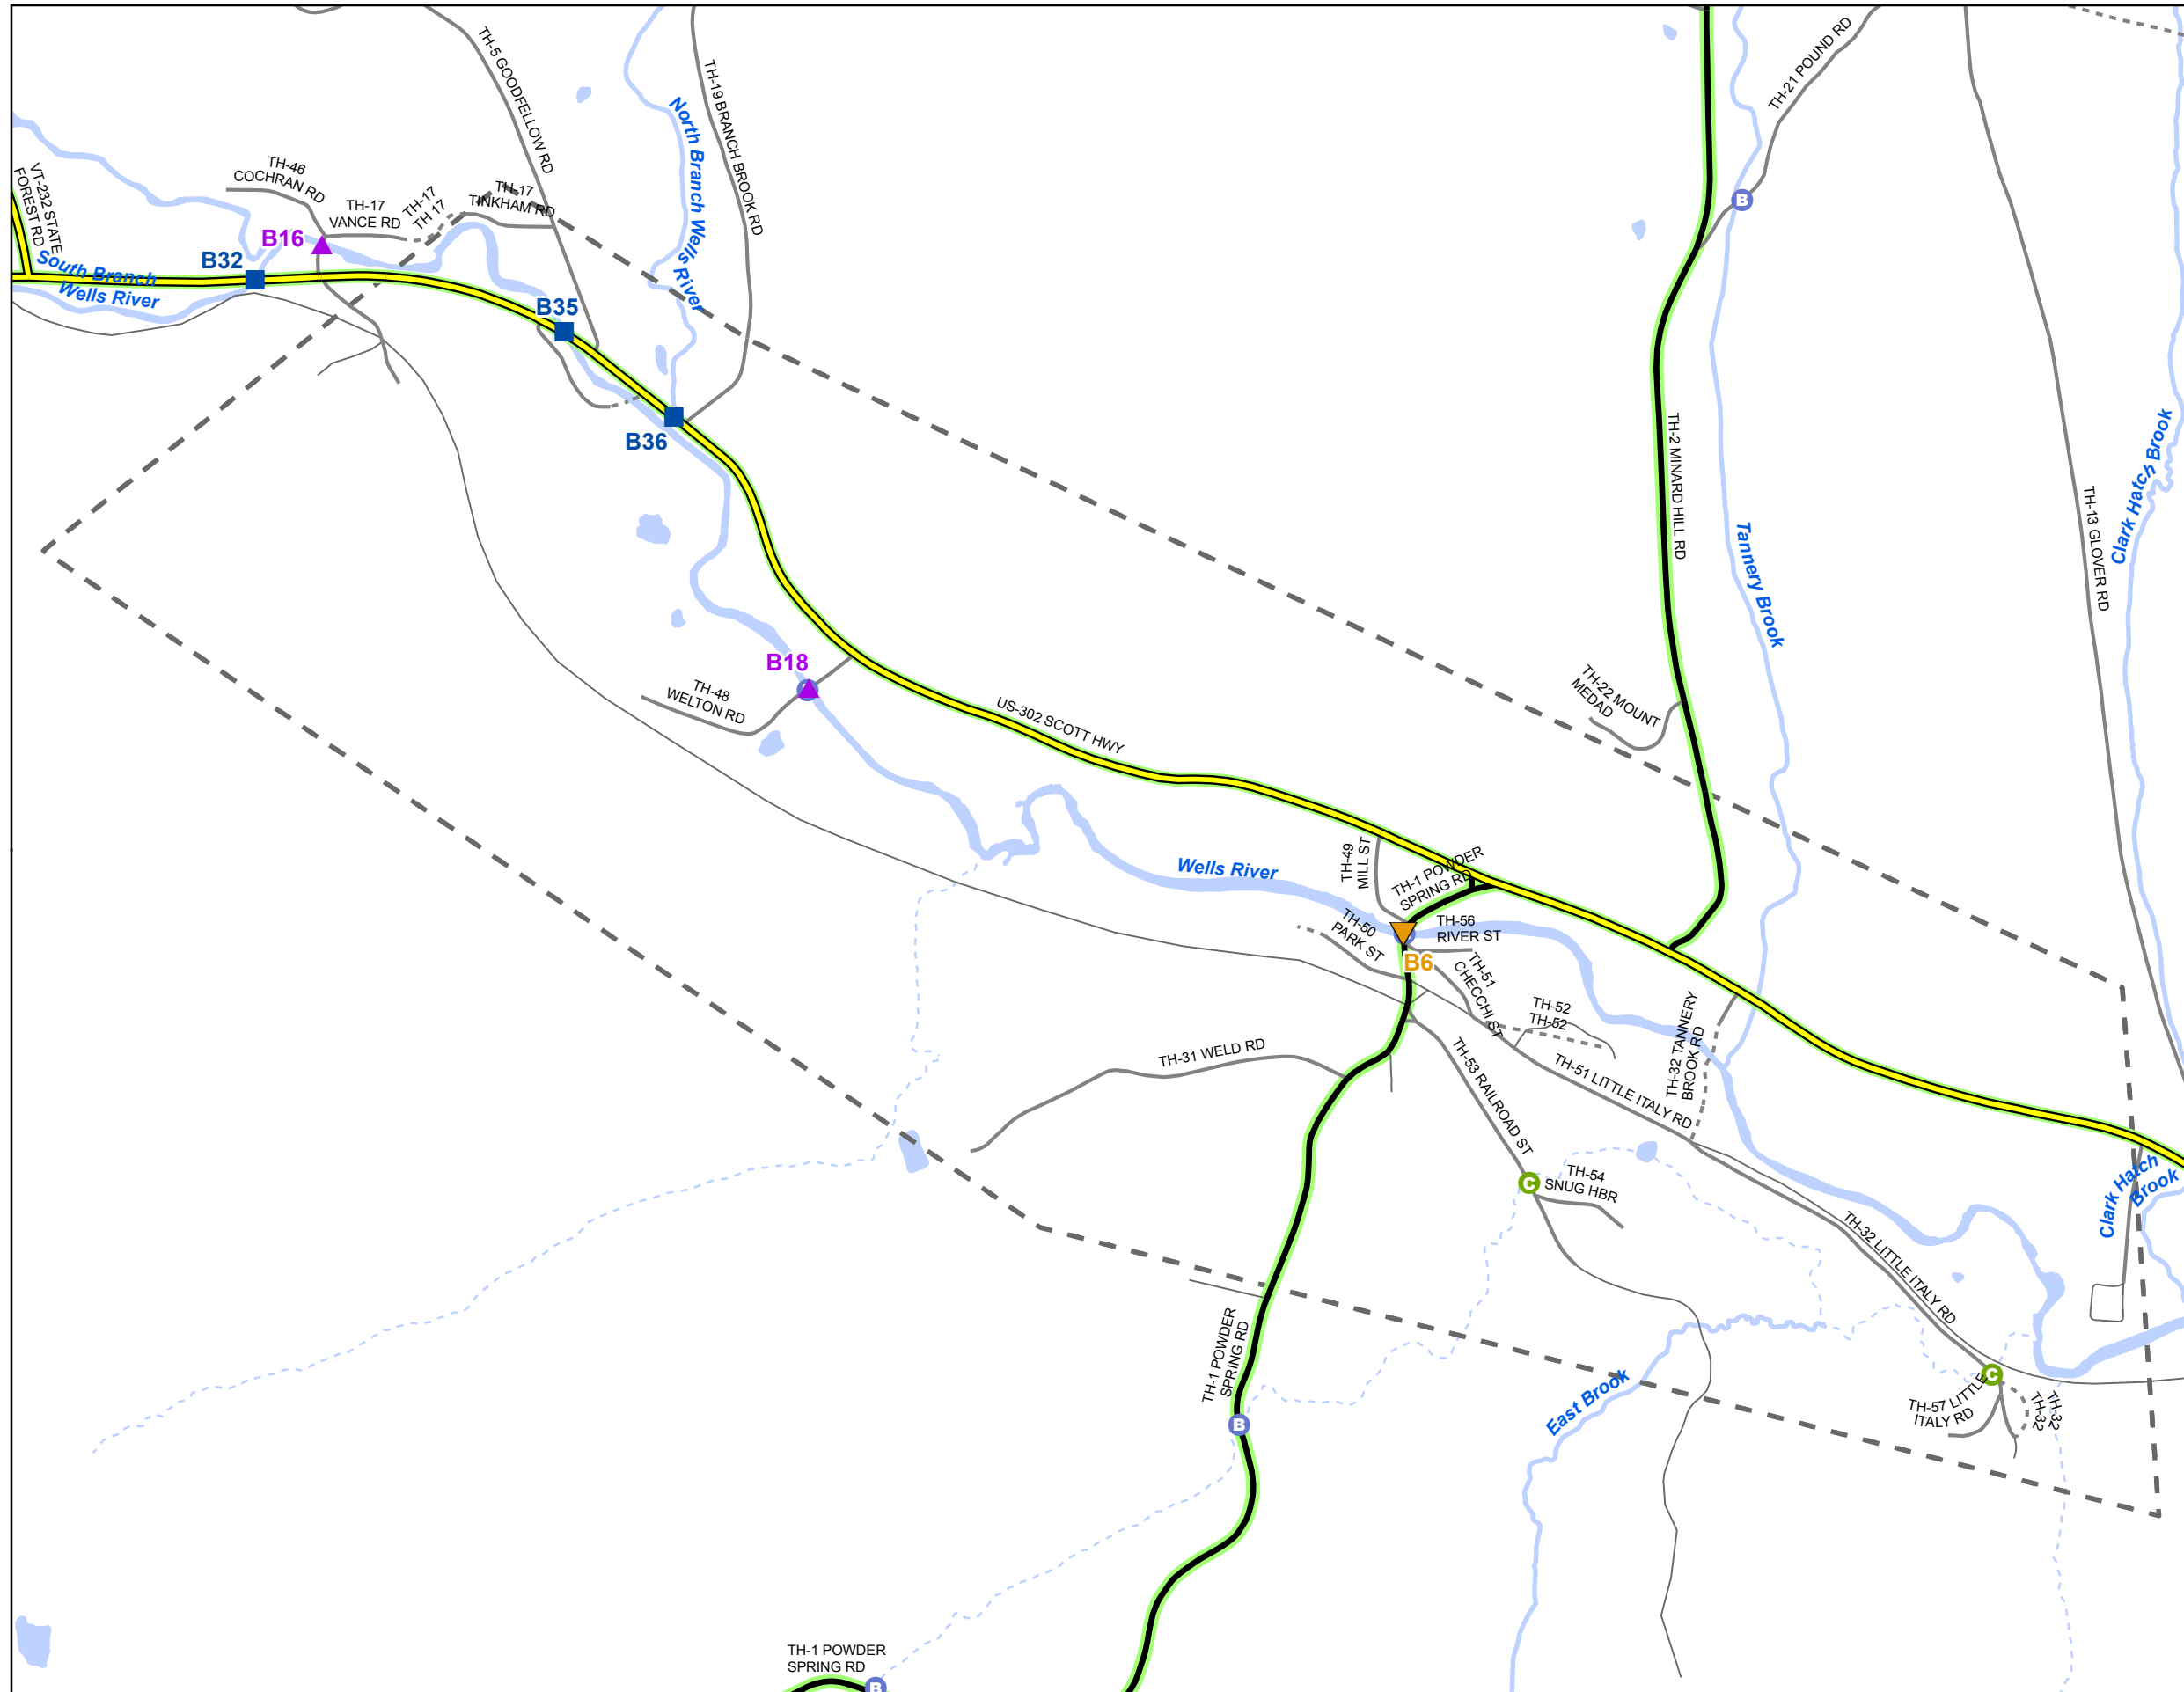 TH-5 GOODFELLOW RD
TH-19 BRANCH BROOK RD
North Branch Wells River
TH-21 POUND RD
VT-232 STATE
FOREST RD
TH-46
COCHRAN RD
TH-17
VANCE RD
TH-17
TH 17
TH-17
TINKHAM RD
B
B16
B32
South Branch
Wells River
B35
B36
TH-2 MINARD HILL RD
Tannery Brook
Clark Hatch Brook
TH-13 GLOVER RD
B18
TH-48
WELTON RD
US-302 SCOTT HWY
TH-22 MOUNT
MEDAD
Wells River
TH-49
MILL ST
TH-1 POWDER
SPRING RD
TH-50
PARK ST
TH-56
RIVER ST
B6
TH-51
CHECCHI ST
TH-52
TH-52
TH-32 TANNERY
BROOK RD
TH-31 WELD RD
TH-53 RAILROAD ST
TH-51 LITTLE ITALY RD
C
TH-54
SNUG HBR
Clark Hatch
Brook
TH-32 LITTLE ITALY RD
TH-1 POWDER
SPRING RD
B
East Brook
C
TH-57 LITTLE
ITALY RD
TH-32
TH-32
TH-1 POWDER
SPRING RD
B